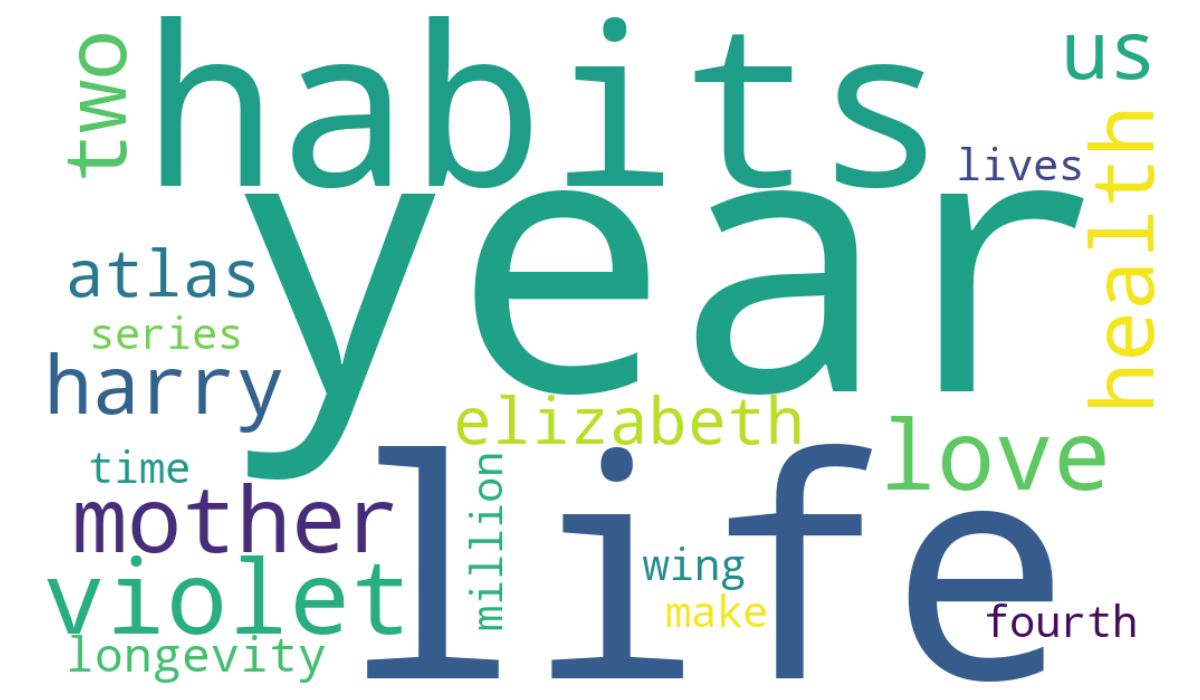 two
habits
us
lives
health
year
atlas
series
harry
elizabeth
love
time
mother
million
life
wing
make
fourth
violet
longevity